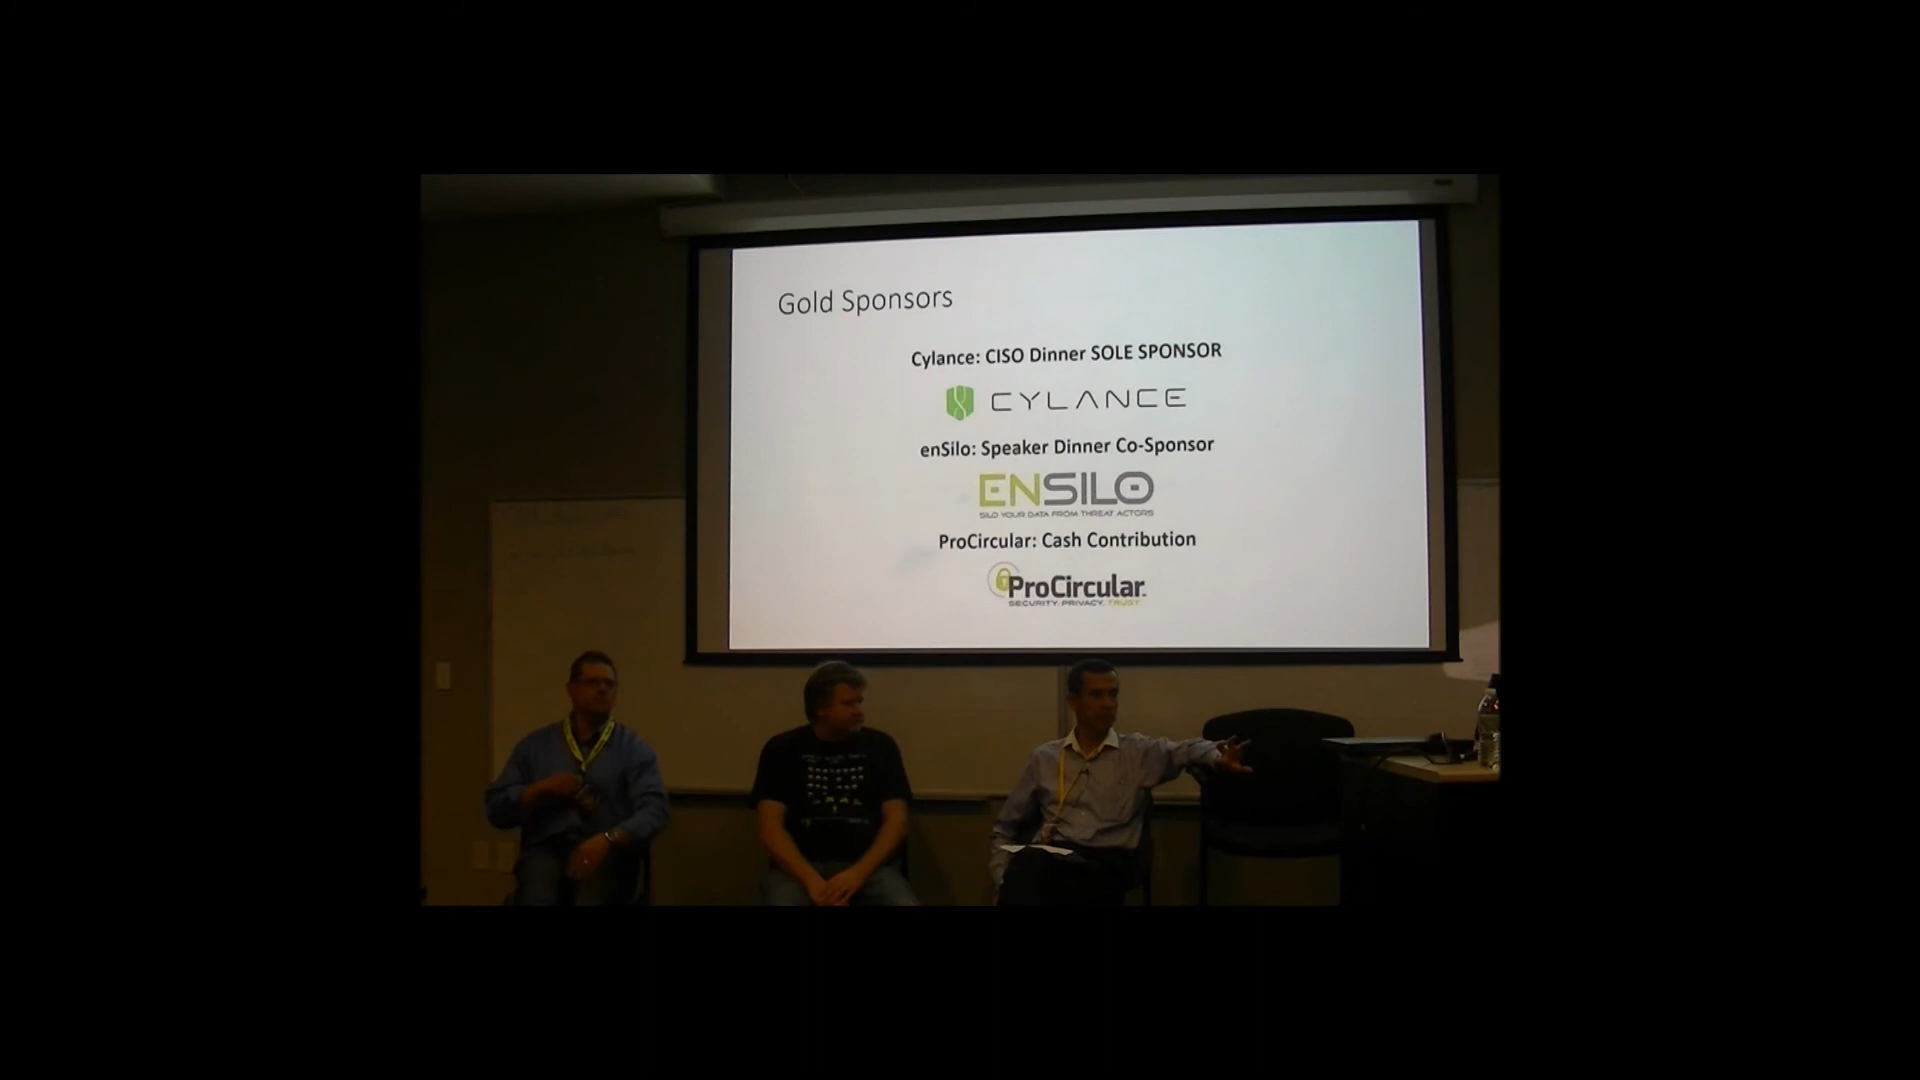 Gold Sponsors
Cylance: CISO Dinner SOLE SPONSOR
CYLANCE
enSilo: Speaker Dinner Co-Sponsor
ENSILO
SILO YOUR DATA FROM THREAT ACTORS
ProCircular: Cash Contribution
ProCircular
SECURITY. PRIVACY. TRUST.